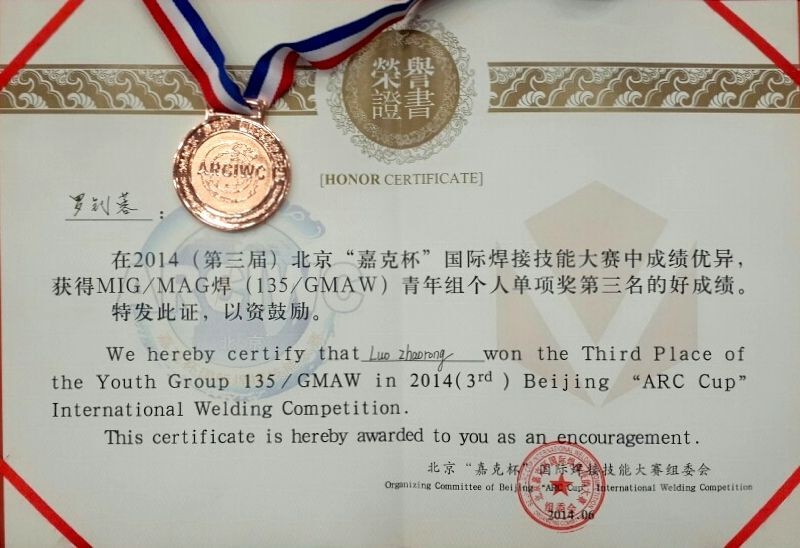 榮譽
證書
ARCIWC
[HONOR CERTIFICATE]
罗钊蓉：
在2014（第三届）北京“嘉克杯”国际焊接技能大赛中成绩优异，
获得MIG/MAG焊（135/GMAW）青年组个人单项奖第三名的好成绩。
特发此证，以资鼓励。
We hereby certify that Luo zhaorong won the Third Place of
the Youth Group 135/GMAW in 2014(3rd) Beijing “ARC Cup”
International Welding Competition.
This certificate is hereby awarded to you as an encouragement.
北京“嘉克杯”国际焊接技能大赛组委会
Organizing Committee of Beijing “ARC Cup” International Welding Competition
组委会
2014.06